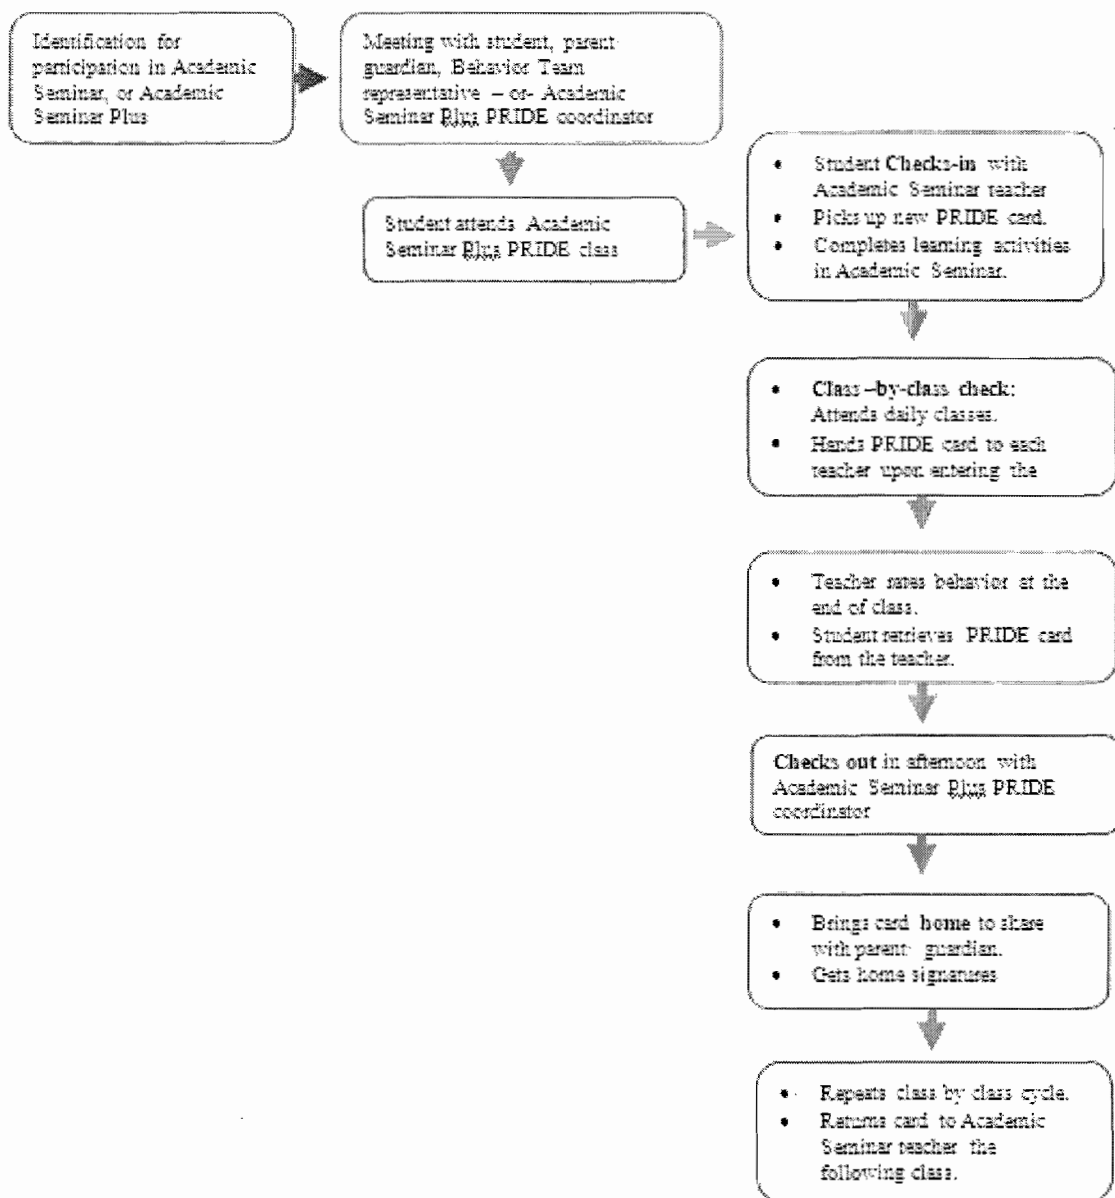 Identification for
participation in Academic
Seminar, or Academic
Seminar Plus
Meeting with student, parent
guardian, Behavior Team
representative – or- Academic
Seminar Plus PRIDE coordinator
Student attends Academic
Seminar Plus PRIDE class
• Student Checks-in with
Academic Seminar teacher
• Picks up new PRIDE card.
• Completes learning activities
in Academic Seminar.
• Class –by-class check:
Attends daily classes.
• Hands PRIDE card to each
teacher upon entering the
• Teacher rates behavior at the
end of class.
• Student retrieves PRIDE card
from the teacher.
Checks out in afternoon with
Academic Seminar Plus PRIDE
coordinator
• Brings card home to share
with parent guardian.
• Gets home signatures
• Repeats class by class cycle.
• Returns card to Academic
Seminar teacher the
following class.